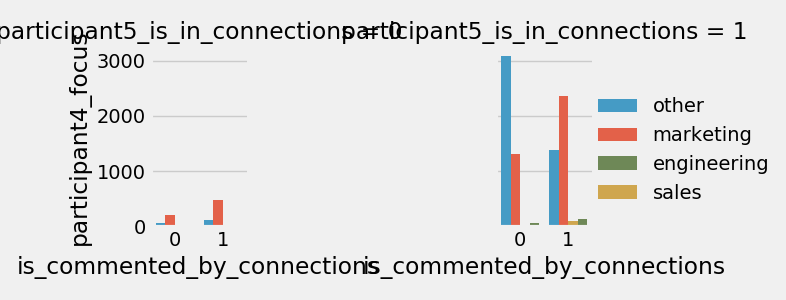 participant5_is_in_connections = 0
participant5_is_in_connections = 1
participant4_focus
3000
2000
1000
0
0 1
0 1
is_commented_by_connections
is_commented_by_connections
other
marketing
engineering
sales